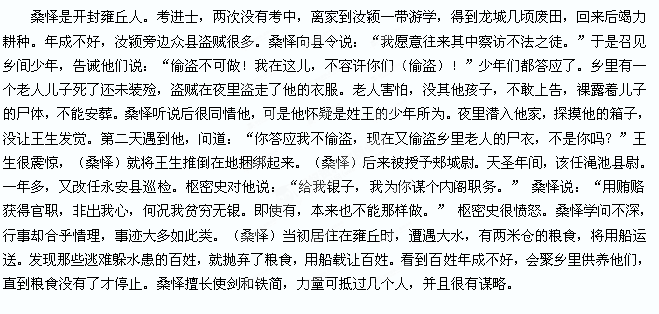 桑怿是开封雍丘人。考进士，两次没有考中，离家到汝颖一带游学，得到龙城几顷废田，回来后竭力
耕种。年成不好，汝颖旁边众县盗贼很多。桑怿向县令说：“我愿意往来其中察访不法之徒。”于是召见
乡间少年，告诫他们说：“偷盗不可做！我在这儿，不容许你们（偷盗）！”少年们都答应了。乡里有一
个老人儿子死了还未装殓，盗贼在夜里盗走了他的衣服。老人害怕，没其他孩子，不敢上告，裸露着儿子
的尸体，不能安葬。桑怿听说后很同情他，可是他怀疑是姓王的少年所为。夜里潜入他家，探摸他的箱子，
没让王生发觉。第二天遇到他，问道：“你答应我不偷盗，现在又偷盗乡里老人的尸衣，不是你吗？”王
生很震惊，（桑怿）就将王生推倒在地捆绑起来。（桑怿）后来被授予郏城尉。天圣年间，该任渑池县尉。
一年多，又改任永安县巡检。枢密史对他说：“给我银子，我为你谋个内阁职务。” 桑怿说：“用贿赂
获得官职，非出我心，何况我贫穷无银。即使有，本来也不能那样做。” 枢密史很愤怒。桑怿学问不深，
行事却合乎情理，事迹大多如此类。（桑怿）当初居住在雍丘时，遭遇大水，有两米仓的粮食，将用船运
送。发现那些逃难躲水患的百姓，就抛弃了粮食，用船载让百姓。看到百姓年成不好，会聚乡里供养他们，
直到粮食没有了才停止。桑怿擅长使剑和铁简，力量可抵过几个人，并且很有谋略。